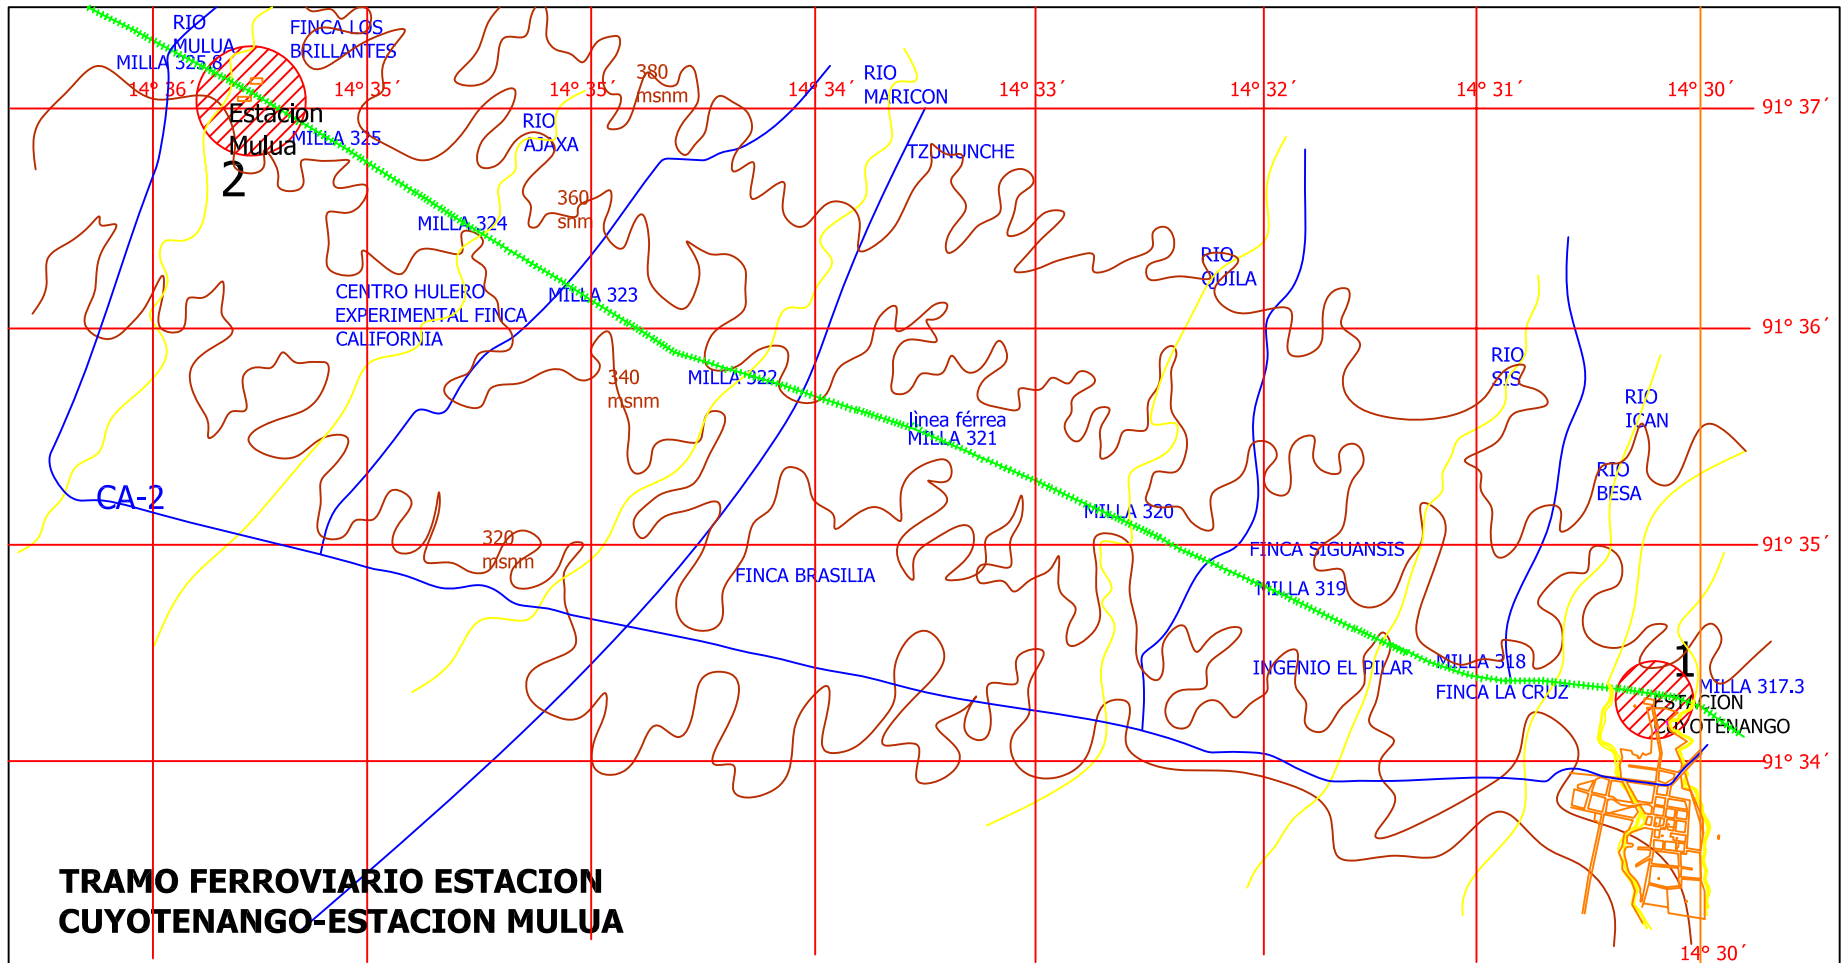 RIO
MULUA
FINCA LOS
BRILLANTES
MILLA 325.8
14° 36´
14° 35´
14° 35´
380
msnm
14° 34´
RIO
MARICON
14° 33´
14° 32´
14° 31´
14° 30´
91° 37´
Estacion
Mulua
2
MILLA 325
RIO
AJAXA
TZUNUNCHE
360
snm
MILLA 324
RIO
QUILA
CENTRO HULERO
EXPERIMENTAL FINCA
CALIFORNIA
MILLA 323
91° 36´
RIO
SIS
340
msnm
MILLA 322
RIO
ICAN
lìnea férrea
MILLA 321
RIO
BESA
CA-2
MILLA 320
320
msnm
FINCA SIGUANSIS
91° 35´
FINCA BRASILIA
MILLA 319
INGENIO EL PILAR
MILLA 318
FINCA LA CRUZ
1
MILLA 317.3
ESTACION
CUYOTENANGO
91° 34´
TRAMO FERROVIARIO ESTACION
CUYOTENANGO-ESTACION MULUA
14° 30´